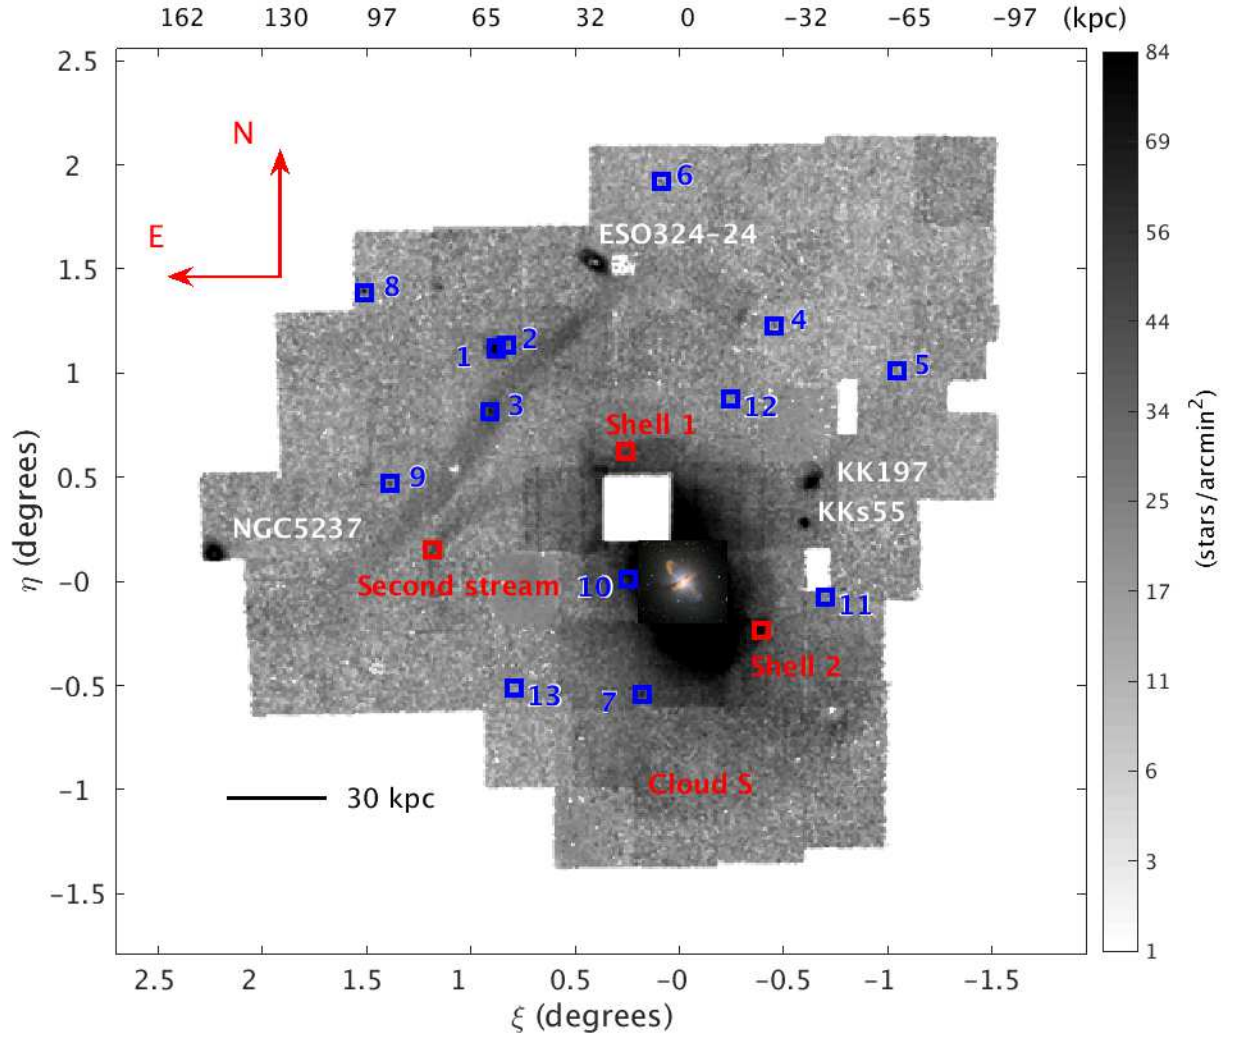 162 130 97 65 32 0 −32 −65 −97 (kpc)
2.5
2
1.5
1
0.5
−0
−0.5
−1
−1.5
η (degrees)
N
E
6
ESO324−24
8
4
1
2
5
3
12
Shell 1
9
KK197
KKs55
NGC5237
Second stream
10
11
Shell 2
13
7
Cloud S
30 kpc
84
69
56
44
34
25
17
11
6
3
1
(stars/arcmin²)
2.5 2 1.5 1 0.5 −0 −0.5 −1 −1.5
ξ (degrees)